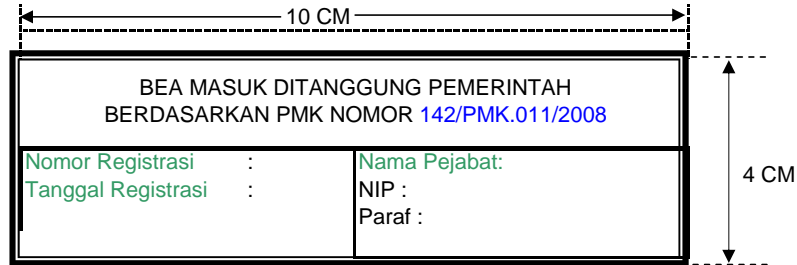 10 CM
BEA MASUK DITANGGUNG PEMERINTAH
BERDASARKAN PMK NOMOR 142/PMK.011/2008
Nomor Registrasi :
Tanggal Registrasi :
Nama Pejabat:
NIP :
Paraf :
4 CM